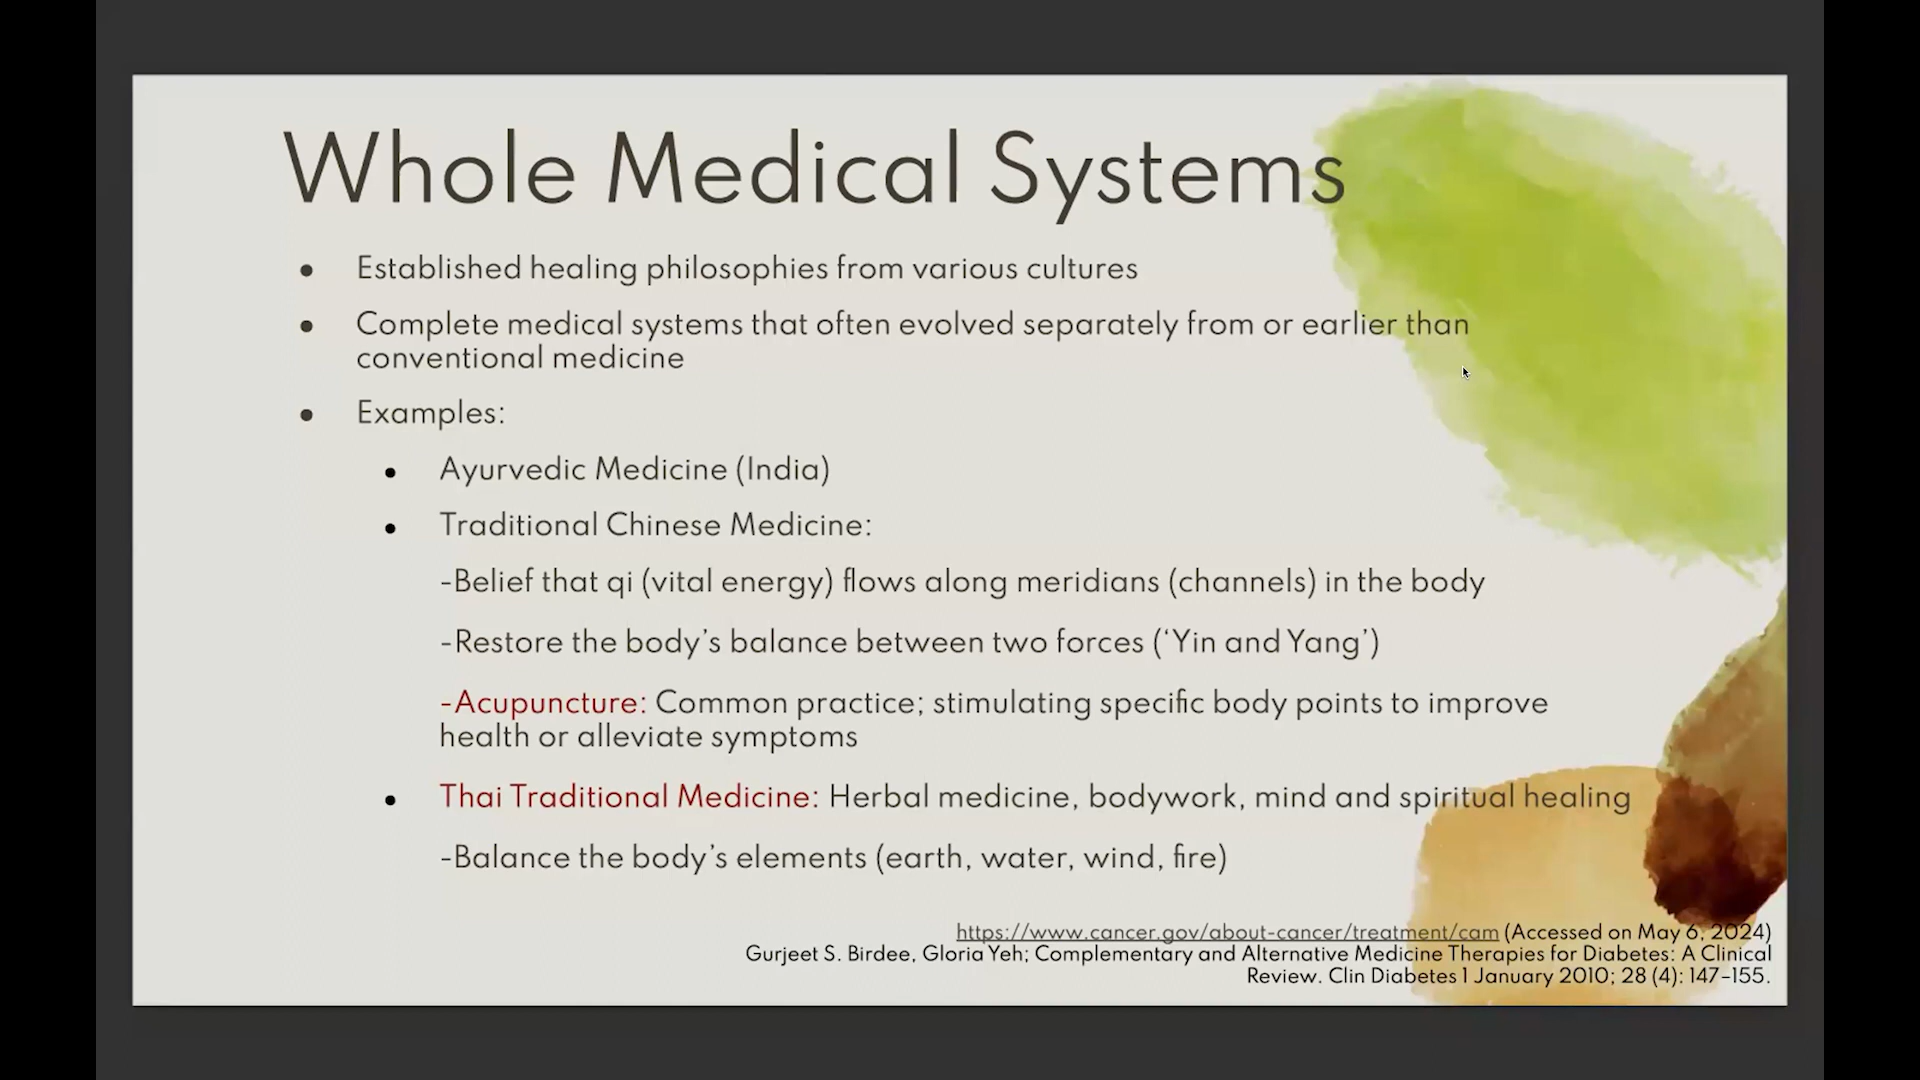 Whole Medical Systems
• Established healing philosophies from various cultures
• Complete medical systems that often evolved separately from or earlier than
conventional medicine
• Examples:
• Ayurvedic Medicine (India)
• Traditional Chinese Medicine:
-Belief that qi (vital energy) flows along meridians (channels) in the body
-Restore the body’s balance between two forces (‘Yin and Yang’)
-Acupuncture: Common practice; stimulating specific body points to improve
health or alleviate symptoms
• Thai Traditional Medicine: Herbal medicine, bodywork, mind and spiritual healing
-Balance the body’s elements (earth, water, wind, fire)
https://www.cancer.gov/about-cancer/treatment/cam (Accessed on May 6, 2024)
Gurjeet S. Birdee, Gloria Yeh; Complementary and Alternative Medicine Therapies for Diabetes: A Clinical
Review. Clin Diabetes 1 January 2010; 28 (4): 147–155.